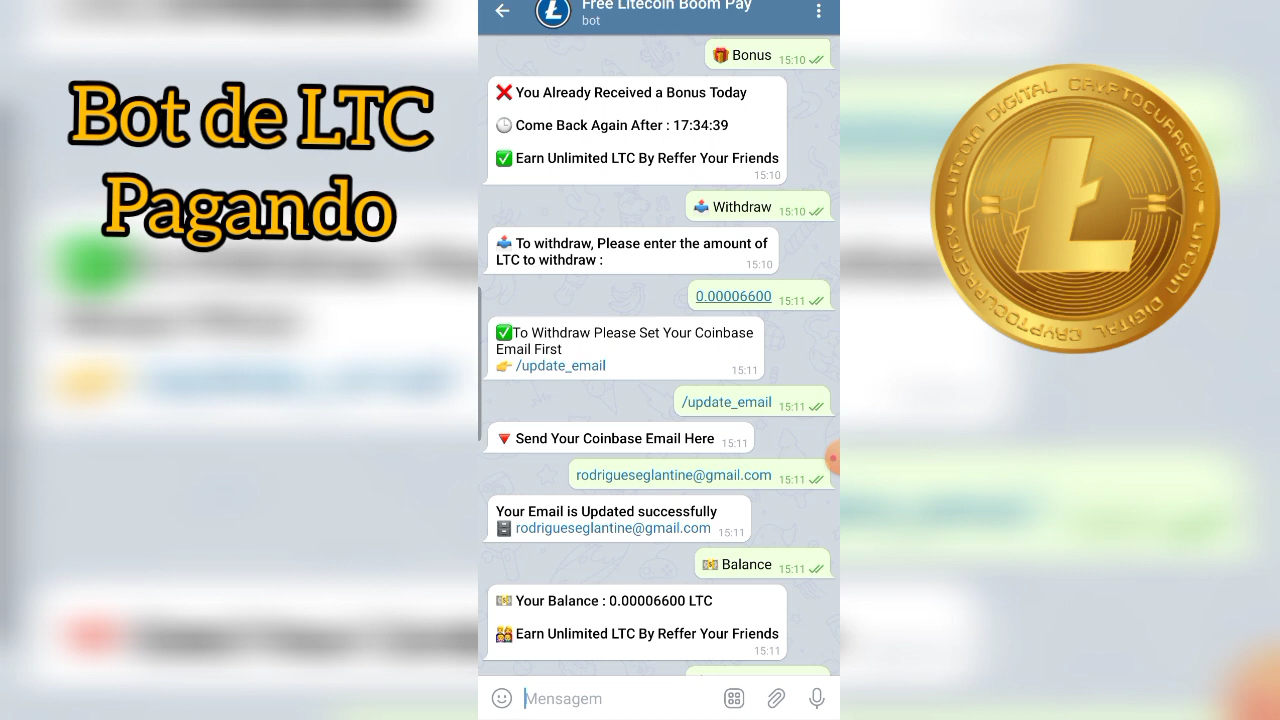 Bot de LTC
Pagando
Free Litecoin Boom Pay
bot
🎁 Bonus 15:10
❌ You Already Received a Bonus Today
🕒 Come Back Again After : 17:34:39
✅ Earn Unlimited LTC By Reffer Your Friends
15:10
📤 Withdraw 15:10
📤 To withdraw, Please enter the amount of
LTC to withdraw : 15:10
0.00006600 15:11
✅To Withdraw Please Set Your Coinbase
Email First
👉 /update_email 15:11
/update_email 15:11
🔻 Send Your Coinbase Email Here 15:11
rodrigueseglantine@gmail.com 15:11
Your Email is Updated successfully
🗄 rodrigueseglantine@gmail.com 15:11
💵 Balance 15:11
💵 Your Balance : 0.00006600 LTC
👭 Earn Unlimited LTC By Reffer Your Friends
15:11
Mensagem
LITCOIN DIGITAL CRYPTOCURRENCY
LITCOIN DIGITAL CRYPTOCURRENCY